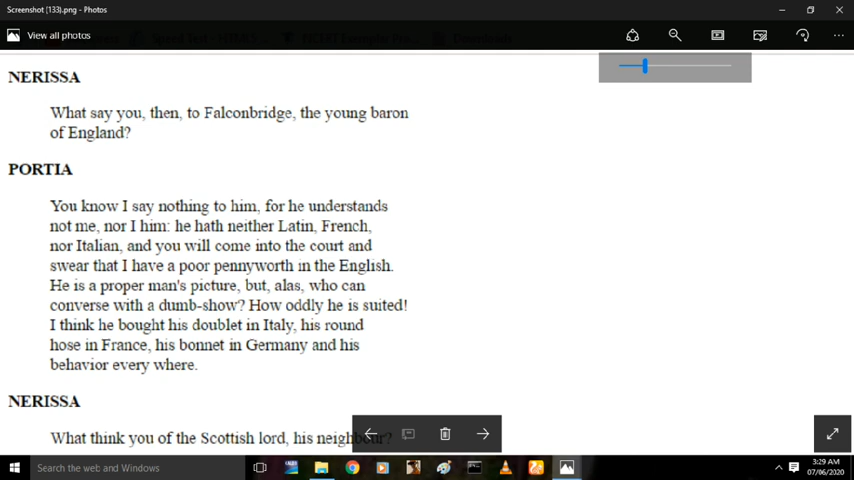 Screenshot (133).png - Photos
View all photos
NERISSA
What say you, then, to Falconbridge, the young baron
of England?
PORTIA
You know I say nothing to him, for he understands
not me, nor I him: he hath neither Latin, French,
nor Italian, and you will come into the court and
swear that I have a poor pennyworth in the English.
He is a proper man's picture, but, alas, who can
converse with a dumb-show? How oddly he is suited!
I think he bought his doublet in Italy, his round
hose in France, his bonnet in Germany and his
behavior every where.
NERISSA
What think you of the Scottish lord, his neighbour?
Search the web and Windows
3:29 AM
07/06/2020